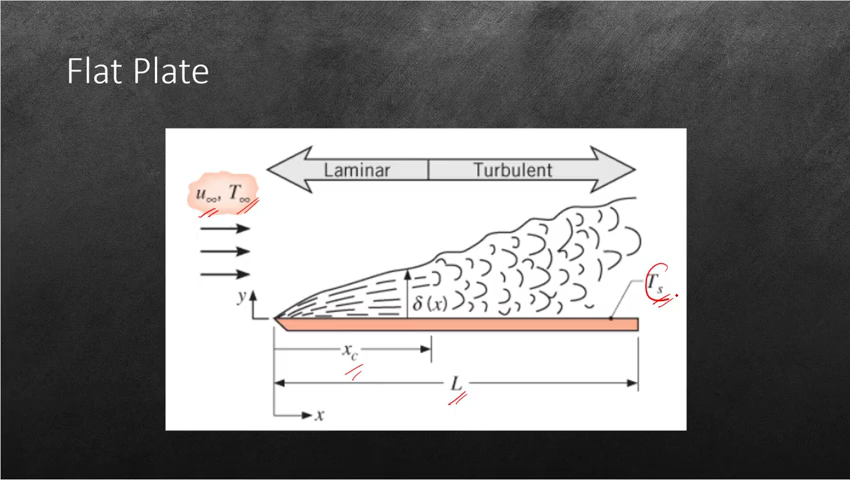 Flat Plate
Laminar
Turbulent
u∞, T∞
y
δ(x)
Ts
xc
L
x